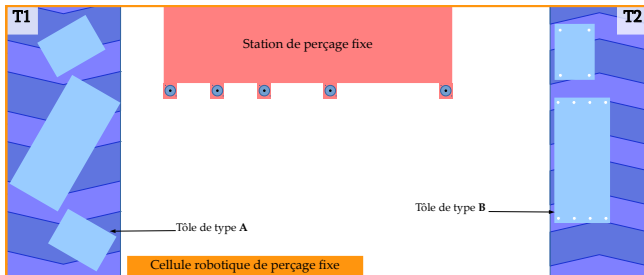 T1
Station de perçage fixe
T2
Tôle de type B
Tôle de type A
Cellule robotique de perçage fixe